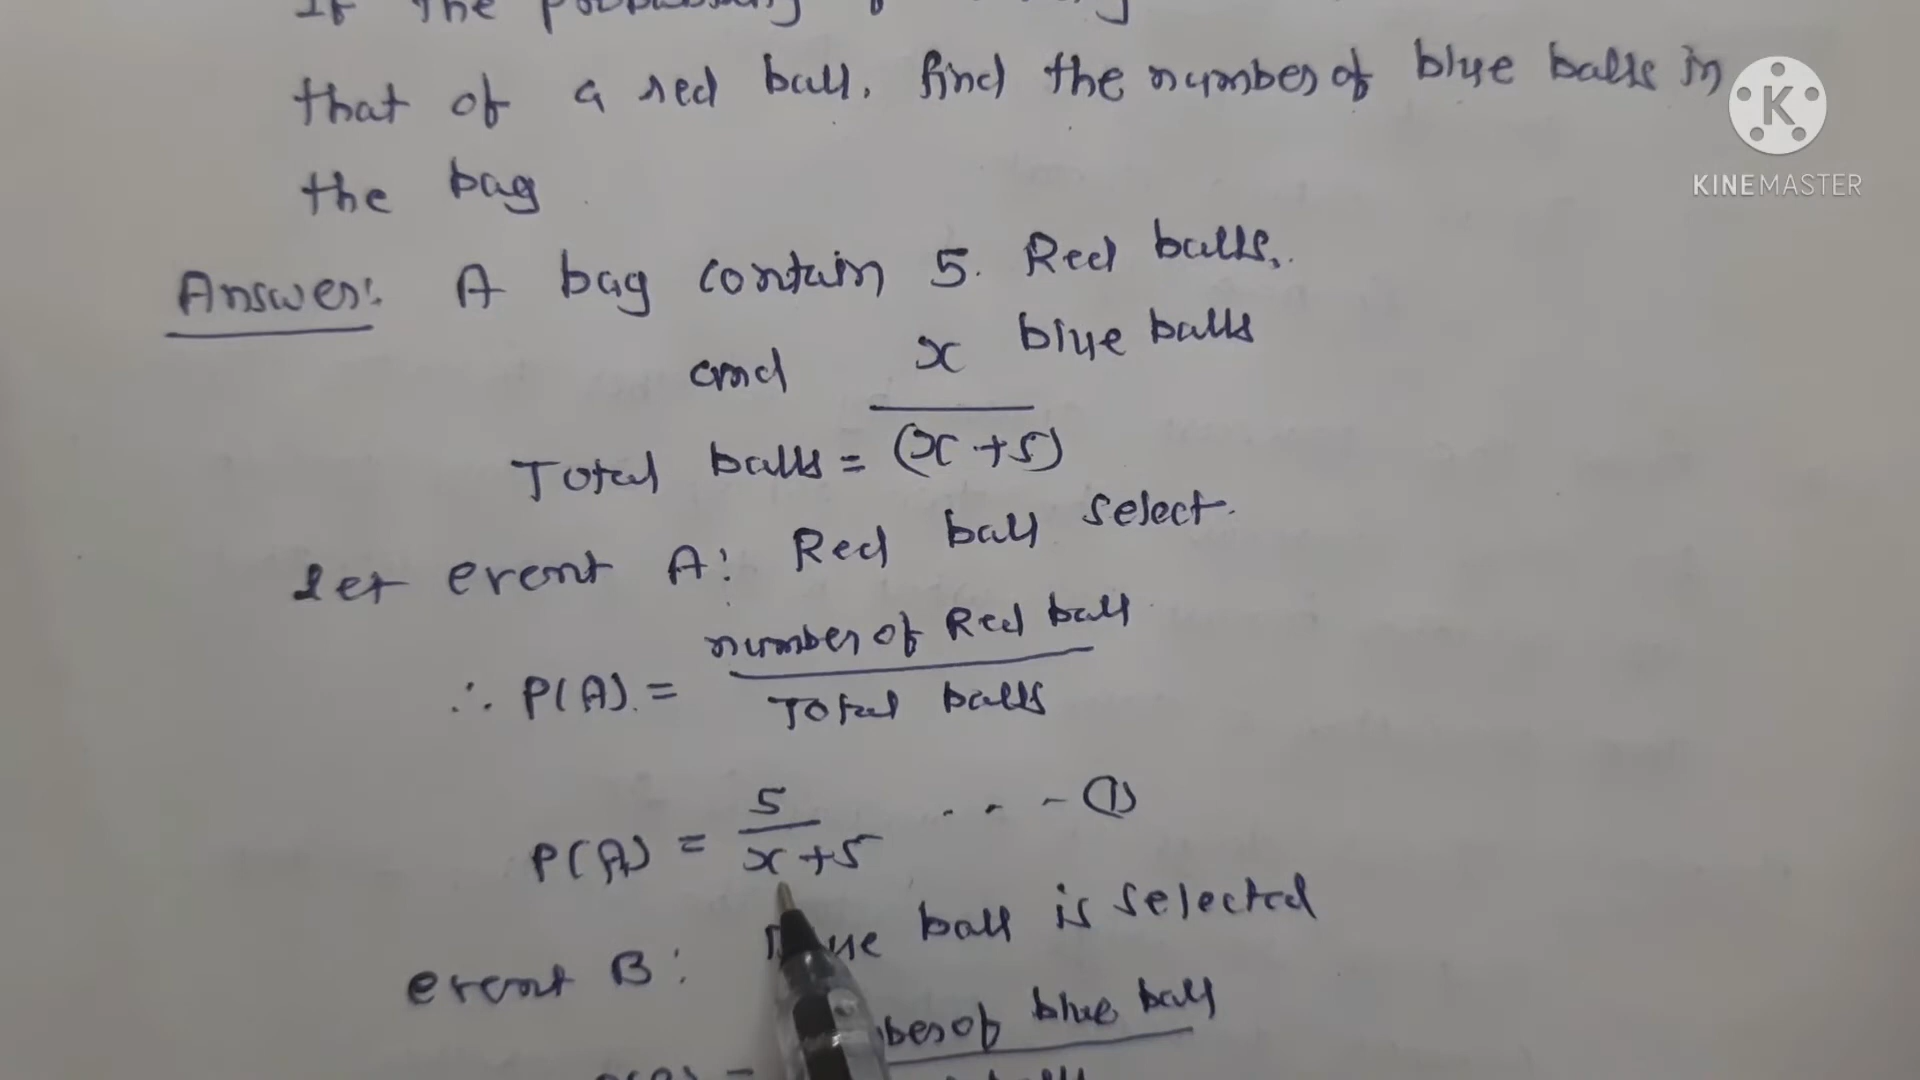 If the
that of a red ball. find the number of blue balls in
the bag
KINEMASTER
Answer: A bag contain 5 Red balls.
and x blue balls
Total balls = (x+5)
Let event A: Red ball select.
∴ P(A) = number of Red ball
Total balls
P(A) = 5/x+5 ... - (1)
event B: ball is selected
of blue ball